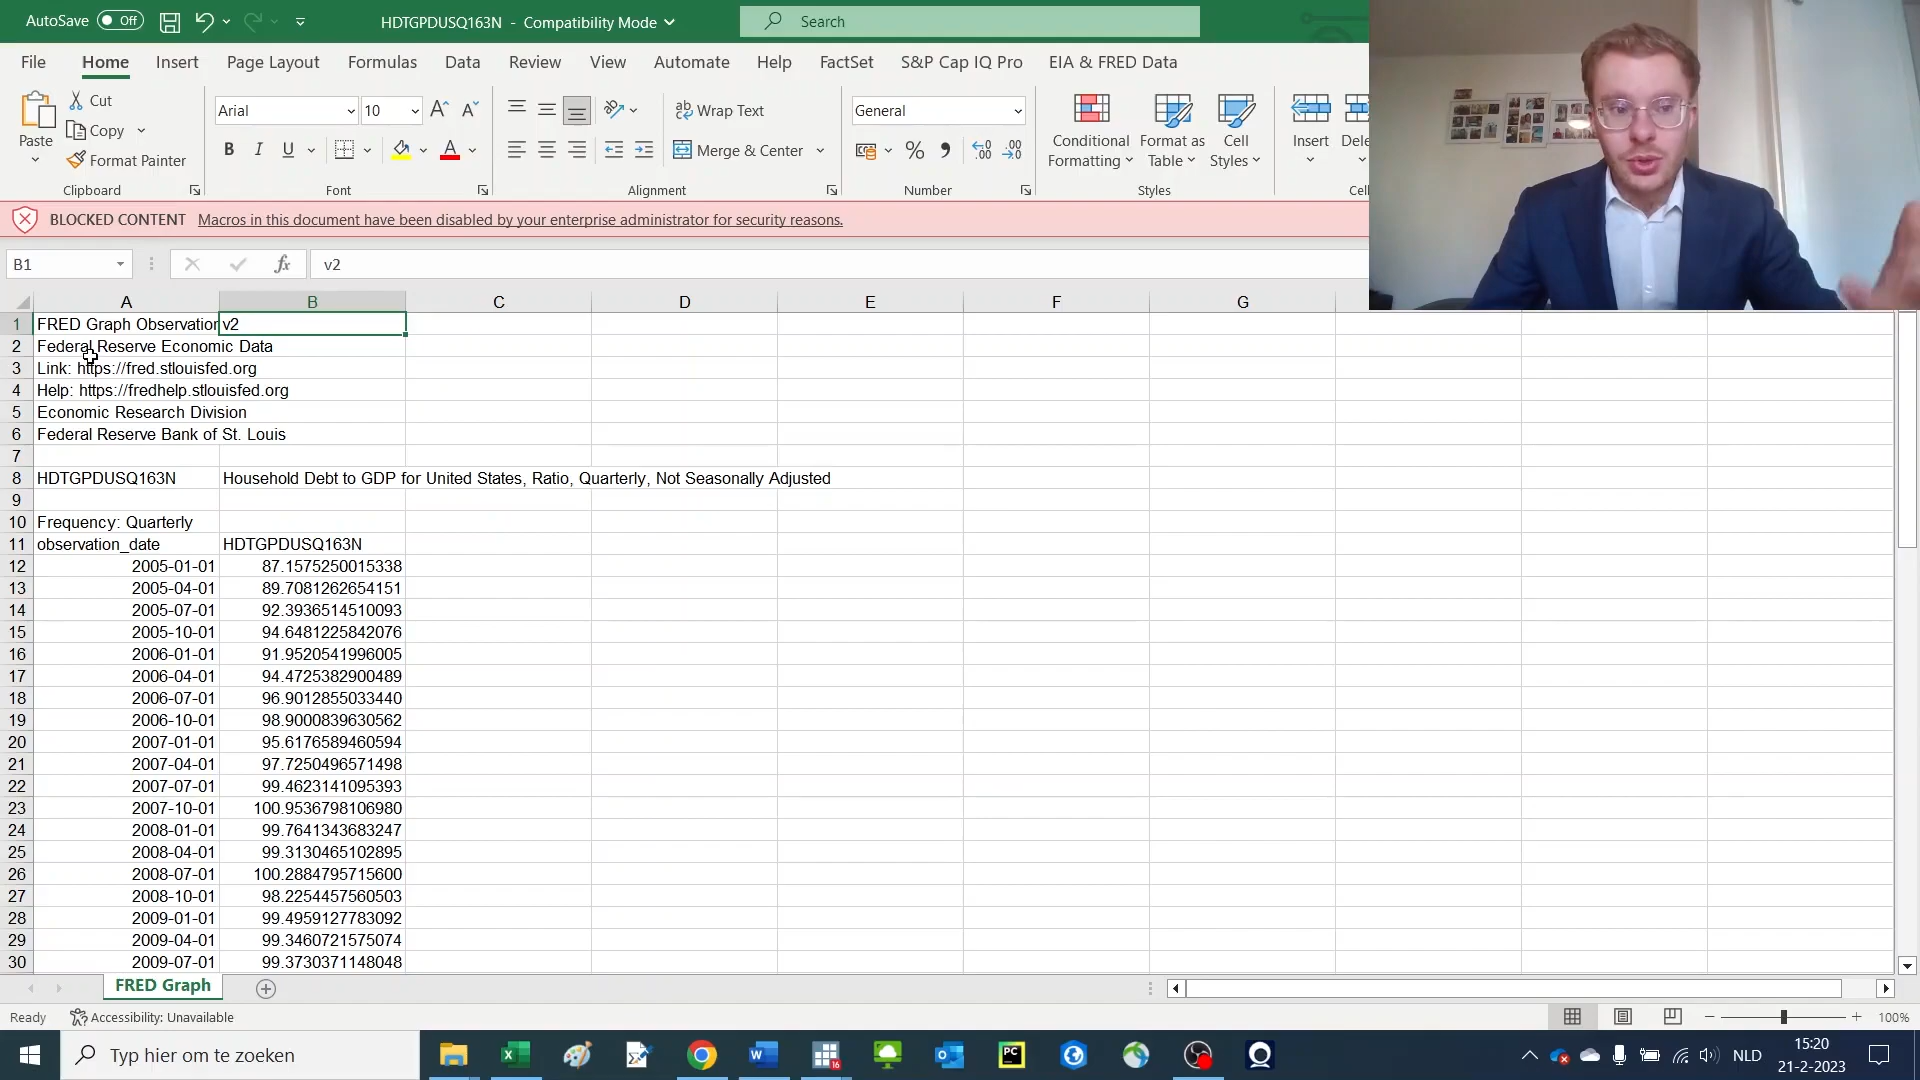 AutoSave Off HDTGPDUSQ163N - Compatibility Mode Search
File Home Insert Page Layout Formulas Data Review View Automate Help FactSet S&P Cap IQ Pro EIA & FRED Data
Paste Cut Copy Format Painter
Clipboard
Arial 10
B I U
Font
Wrap Text
Merge & Center
Alignment
General
Number
Conditional Formatting
Format as Table
Cell Styles
Styles
Insert
BLOCKED CONTENT Macros in this document have been disabled by your enterprise administrator for security reasons.
B1 fx v2
A B C D E F G
1 FRED Graph Observation v2
2 Federal Reserve Economic Data
3 Link: https://fred.stlouisfed.org
4 Help: https://fredhelp.stlouisfed.org
5 Economic Research Division
6 Federal Reserve Bank of St. Louis
7
8 HDTGPDUSQ163N Household Debt to GDP for United States, Ratio, Quarterly, Not Seasonally Adjusted
9
10 Frequency: Quarterly
11 observation_date HDTGPDUSQ163N
12 2005-01-01 87.1575250015338
13 2005-04-01 89.7081262654151
14 2005-07-01 92.3936514510093
15 2005-10-01 94.6481225842076
16 2006-01-01 91.9520541996005
17 2006-04-01 94.4725382900489
18 2006-07-01 96.9012855033440
19 2006-10-01 98.9000839630562
20 2007-01-01 95.6176589460594
21 2007-04-01 97.7250496571498
22 2007-07-01 99.4623141095393
23 2007-10-01 100.9536798106980
24 2008-01-01 99.7641343683247
25 2008-04-01 99.3130465102895
26 2008-07-01 100.2884795715600
27 2008-10-01 98.2254457560503
28 2009-01-01 99.4959127783092
29 2009-04-01 99.3460721575074
30 2009-07-01 99.3730371148048
FRED Graph
Ready Accessibility: Unavailable 100%
Typ hier om te zoeken
NLD
15:20
21-2-2023